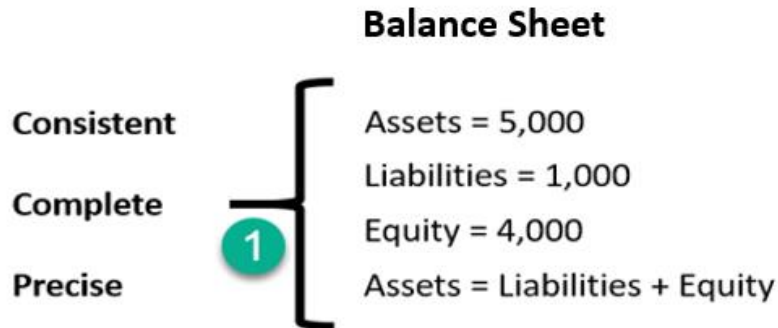 Balance Sheet
Consistent
Complete
Precise
1
Assets = 5,000
Liabilities = 1,000
Equity = 4,000
Assets = Liabilities + Equity